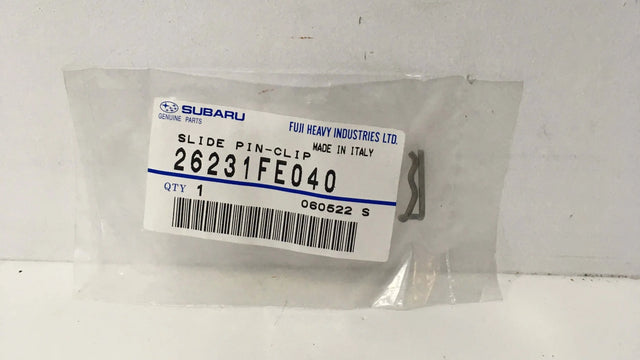 SUBARU
GENUINE PARTS
FUJI HEAVY INDUSTRIES LTD.
SLIDE PIN-CLIP
MADE IN ITALY
26231FE040
QTY 1
060522 S